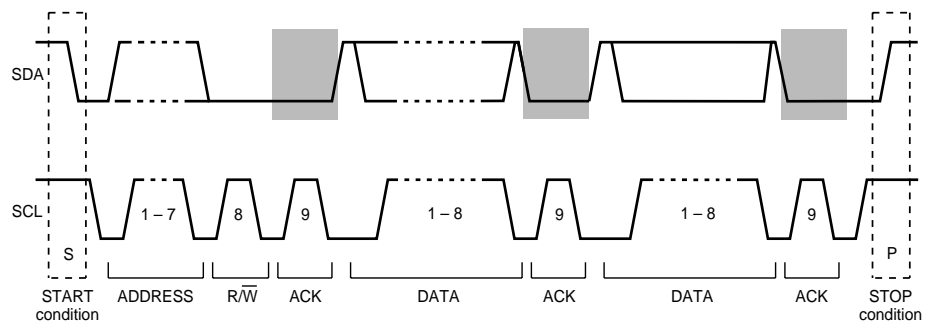 SDA
SCL
1 – 7
8
9
1 – 8
9
1 – 8
9
S
P
START
condition
ADDRESS
R/W̅
ACK
DATA
ACK
DATA
ACK
STOP
condition